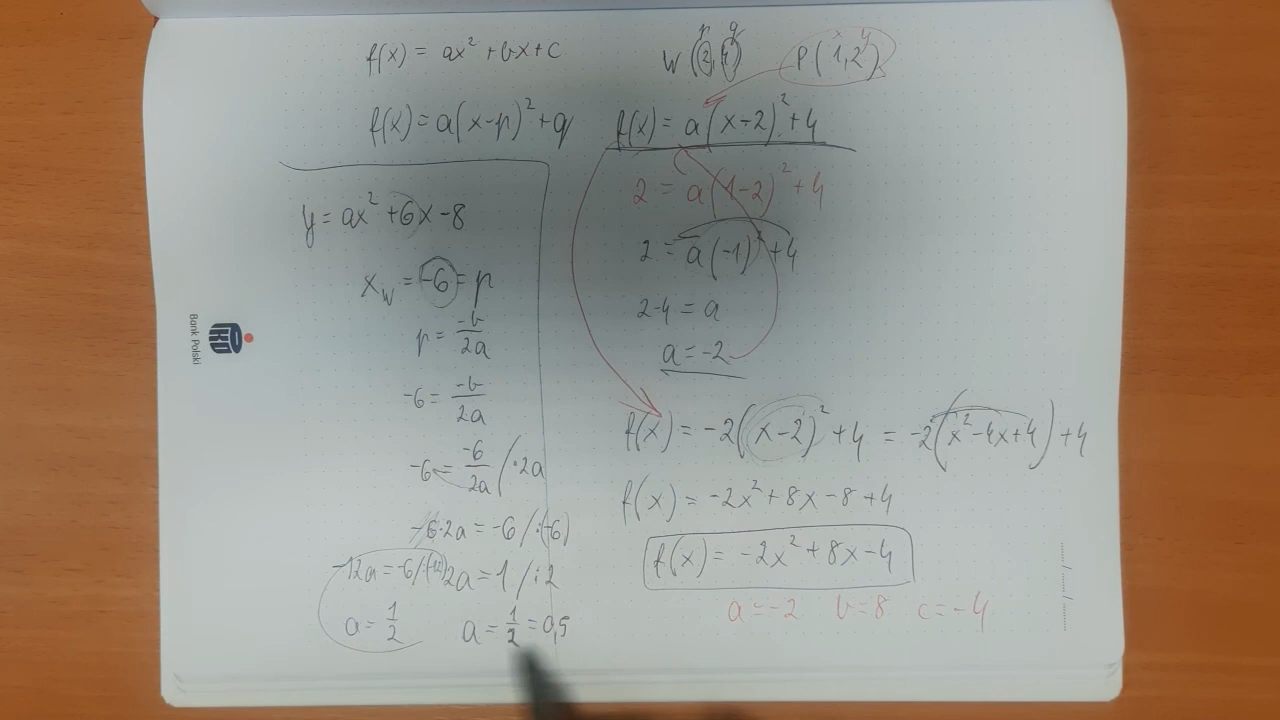 f(x) = ax² + bx + c
f(x) = a(x-p)² + q
y = ax² + 6x - 8
x_W = -6 = p
p = -b/2a
-6 = -b/2a
-6 = -6/2a / ·2a
-6·2a = -6 / :(-6)
-12a = -6 / :(-12) 2a = 1 / :2
a = 1/2 a = 1/2 = 0,5
p q x y
W (2, 4) P(1,2)
f(x) = a(x-2)² + 4
2 = a(1-2)² + 4
2 = a(-1)² + 4
2-4 = a
a = -2
f(x) = -2(x-2)² + 4 = -2(x² - 4x + 4) + 4
f(x) = -2x² + 8x - 8 + 4
f(x) = -2x² + 8x - 4
a = -2 b = 8 c = -4
Bank Polski